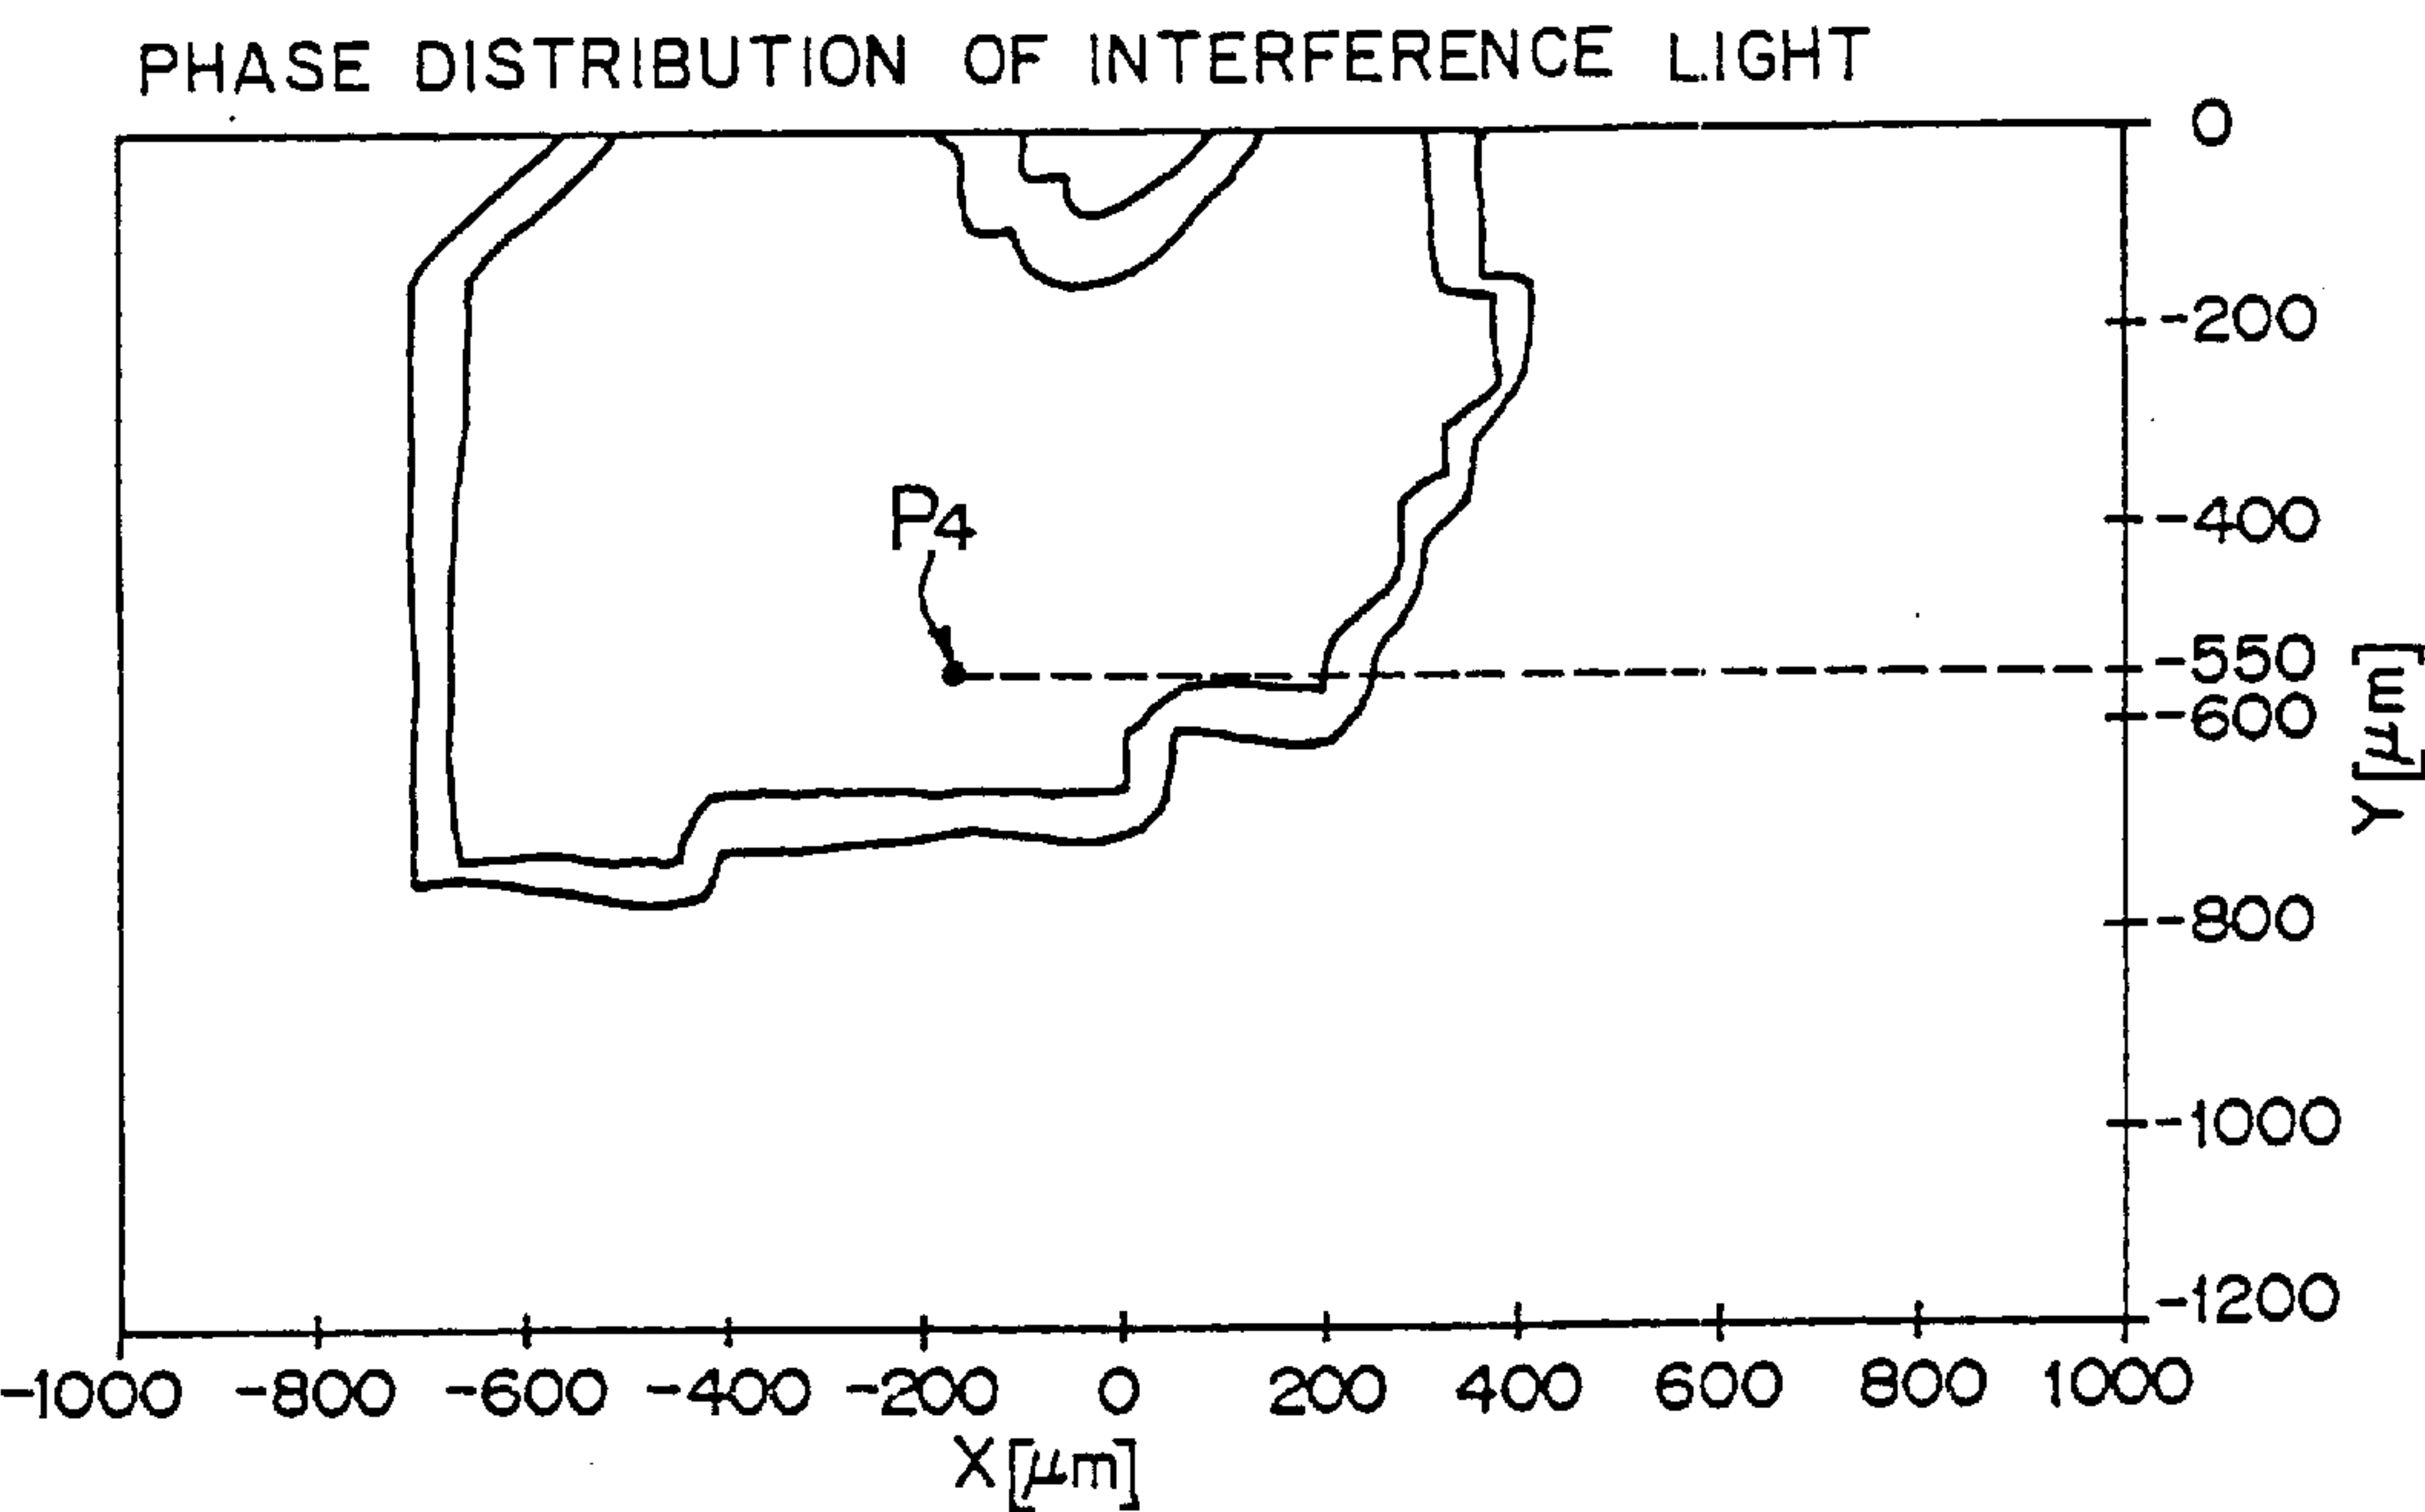 PHASE DISTRIBUTION OF INTERFERENCE LIGHT
0
-200
P4
-400
-550
-600
Y[μm]
-800
-1000
-1200
-1000 -800 -600 -400 -200 0 200 400 600 800 1000
X[μm]